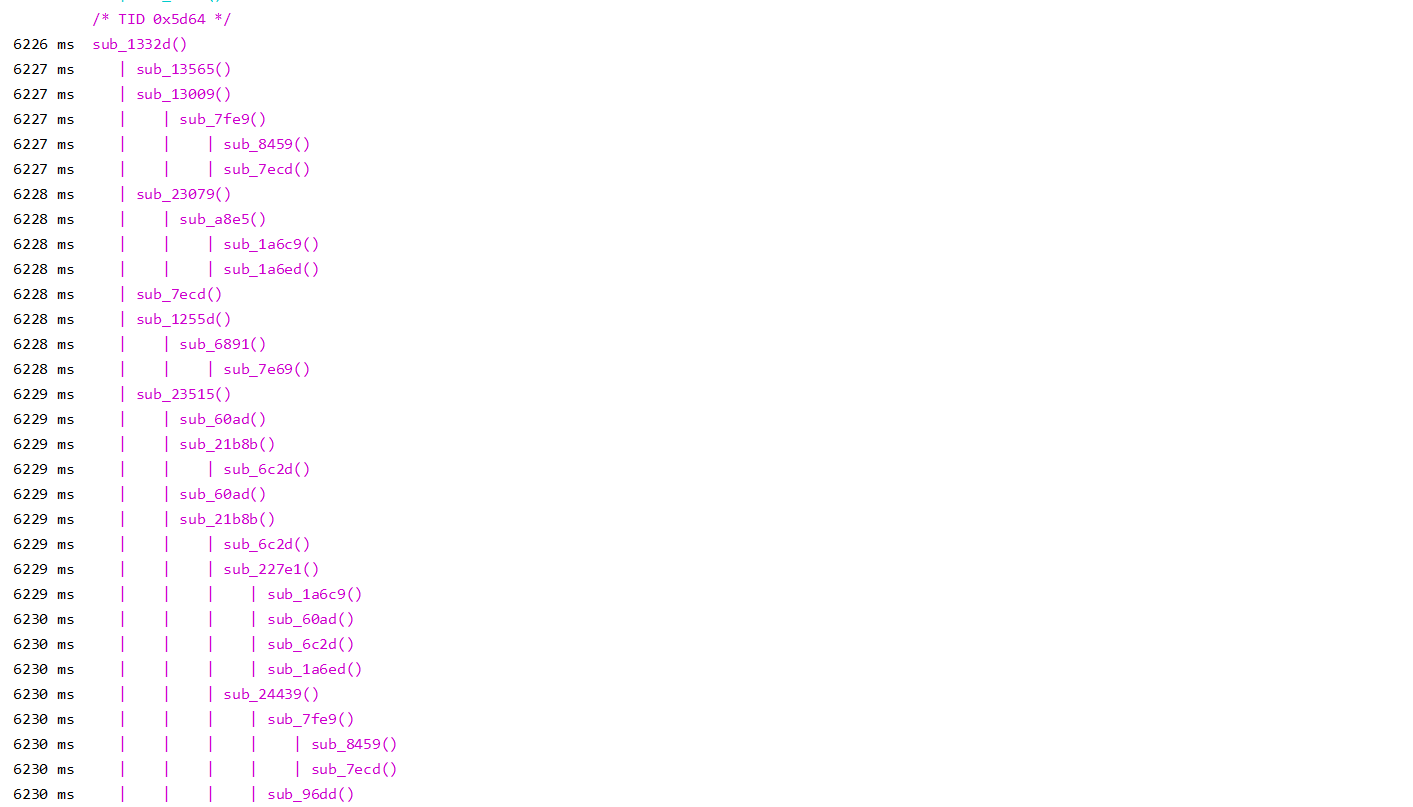 /* TID 0x5d64 */
6226 ms  sub_1332d()
6227 ms     | sub_13565()
6227 ms     | sub_13009()
6227 ms     |    | sub_7fe9()
6227 ms     |    |    | sub_8459()
6227 ms     |    |    | sub_7ecd()
6228 ms     | sub_23079()
6228 ms     |    | sub_a8e5()
6228 ms     |    |    | sub_1a6c9()
6228 ms     |    |    | sub_1a6ed()
6228 ms     | sub_7ecd()
6228 ms     | sub_1255d()
6228 ms     |    | sub_6891()
6228 ms     |    |    | sub_7e69()
6229 ms     | sub_23515()
6229 ms     |    | sub_60ad()
6229 ms     |    | sub_21b8b()
6229 ms     |    |    | sub_6c2d()
6229 ms     |    | sub_60ad()
6229 ms     |    | sub_21b8b()
6229 ms     |    |    | sub_6c2d()
6229 ms     |    |    | sub_227e1()
6229 ms     |    |    |    | sub_1a6c9()
6230 ms     |    |    |    | sub_60ad()
6230 ms     |    |    |    | sub_6c2d()
6230 ms     |    |    |    | sub_1a6ed()
6230 ms     |    |    | sub_24439()
6230 ms     |    |    |    | sub_7fe9()
6230 ms     |    |    |    |    | sub_8459()
6230 ms     |    |    |    |    | sub_7ecd()
6230 ms     |    |    |    | sub_96dd()